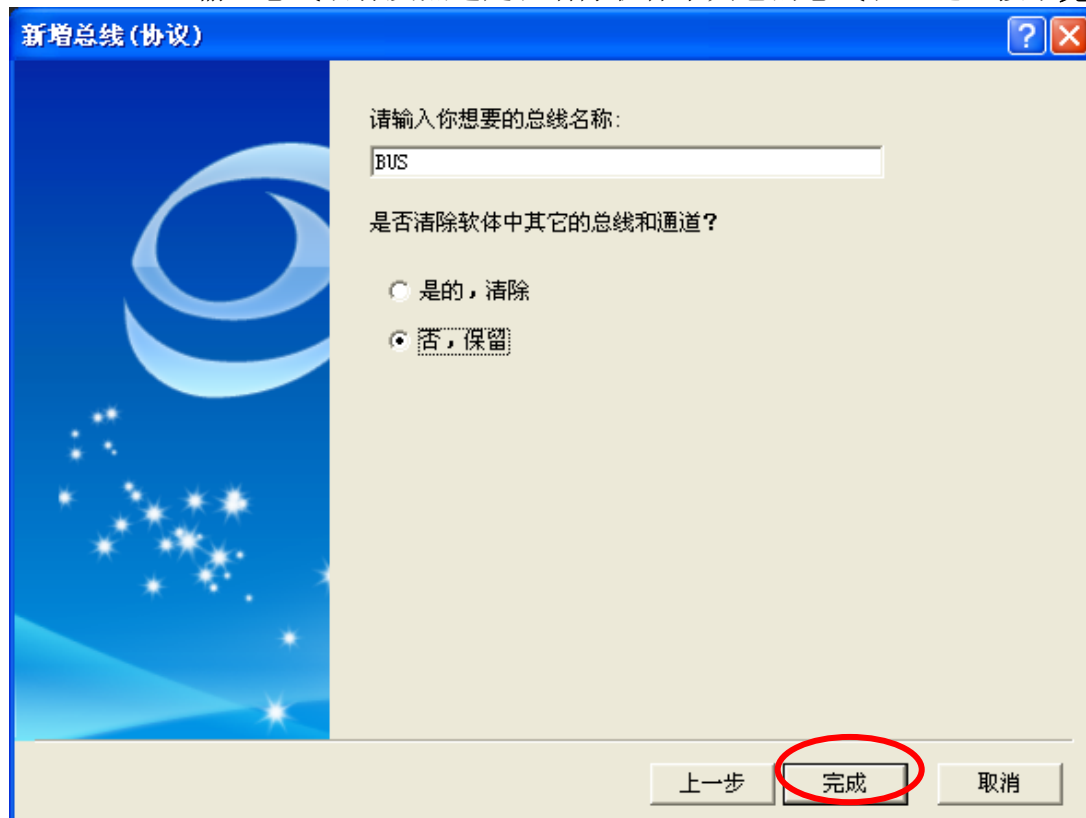 新增总线(协议)
请输入你想要的总线名称:
BUS
是否清除软体中其它的总线和通道?
是的,清除
否,保留
上一步 完成 取消